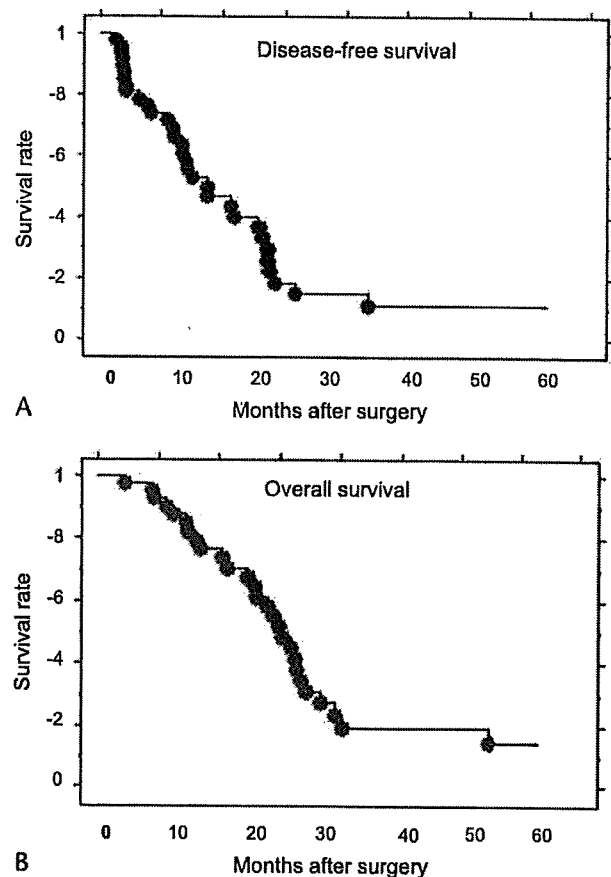 Disease-free survival
Survival rate
1
-8
-6
-4
-2
0
0 10 20 30 40 50 60
Months after surgery
A
Overall survival
Survival rate
1
-8
-6
-4
-2
0
0 10 20 30 40 50 60
Months after surgery
B